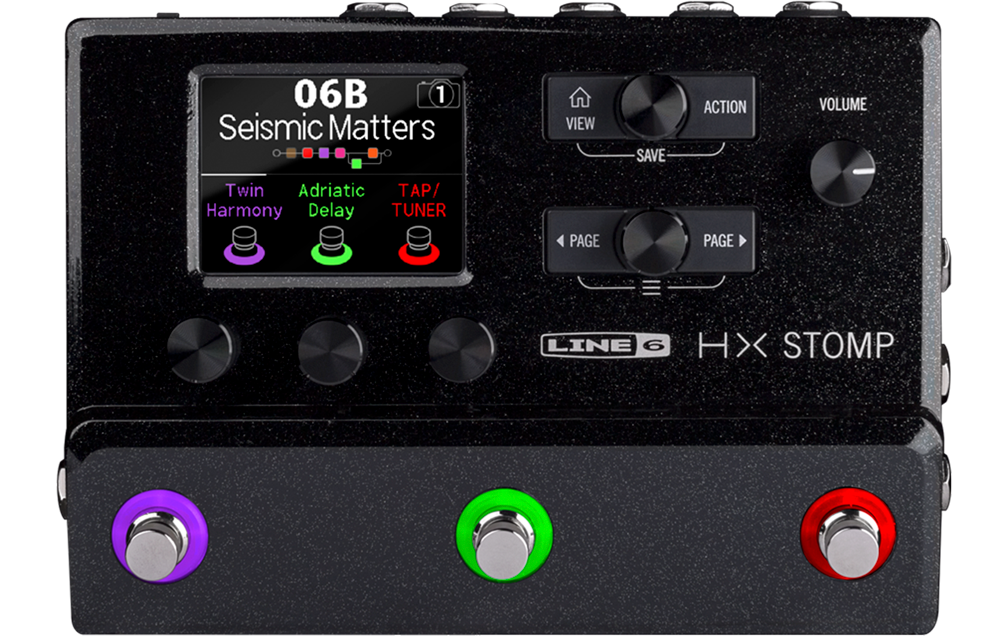 06B
1
Seismic Matters
Twin
Harmony
Adriatic
Delay
TAP/
TUNER
VIEW
ACTION
SAVE
VOLUME
PAGE
PAGE
LINE 6
HX STOMP